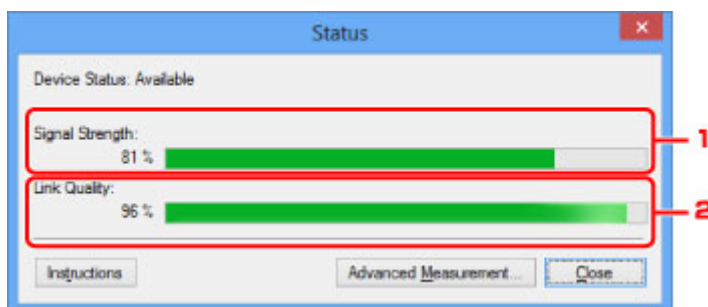 Status
Device Status: Available
Signal Strength:
81 %
1
Link Quality:
96 %
2
Instructions
Advanced Measurement...
Close